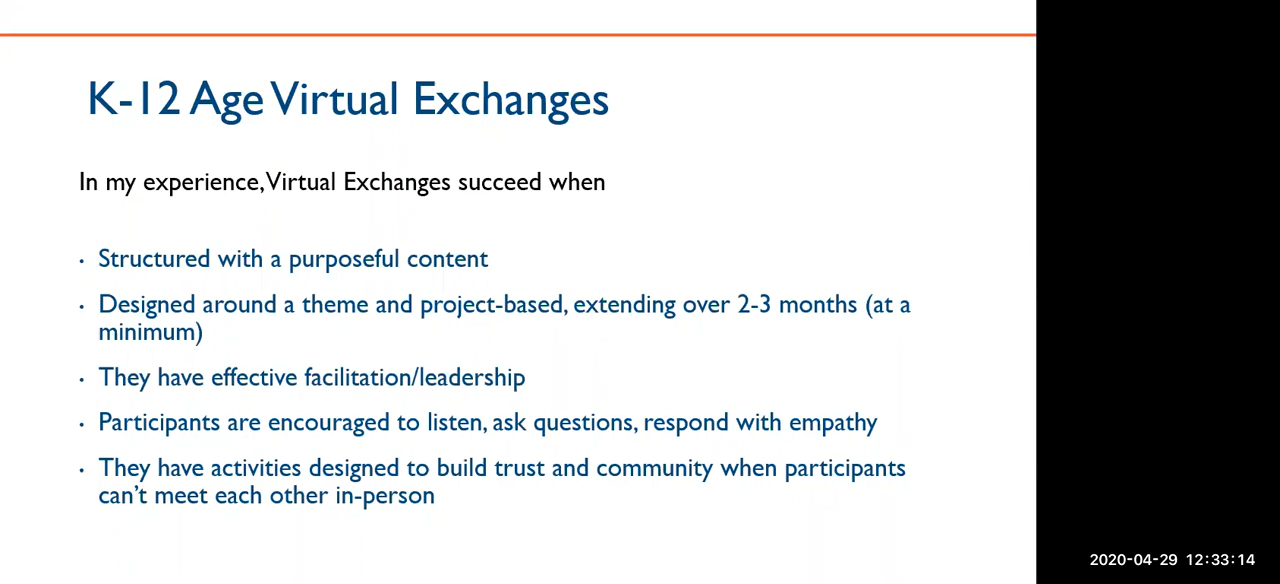 K-12 Age Virtual Exchanges
In my experience, Virtual Exchanges succeed when
• Structured with a purposeful content
• Designed around a theme and project-based, extending over 2-3 months (at a
minimum)
• They have effective facilitation/leadership
• Participants are encouraged to listen, ask questions, respond with empathy
• They have activities designed to build trust and community when participants
can't meet each other in-person
2020-04-29 12:33:14